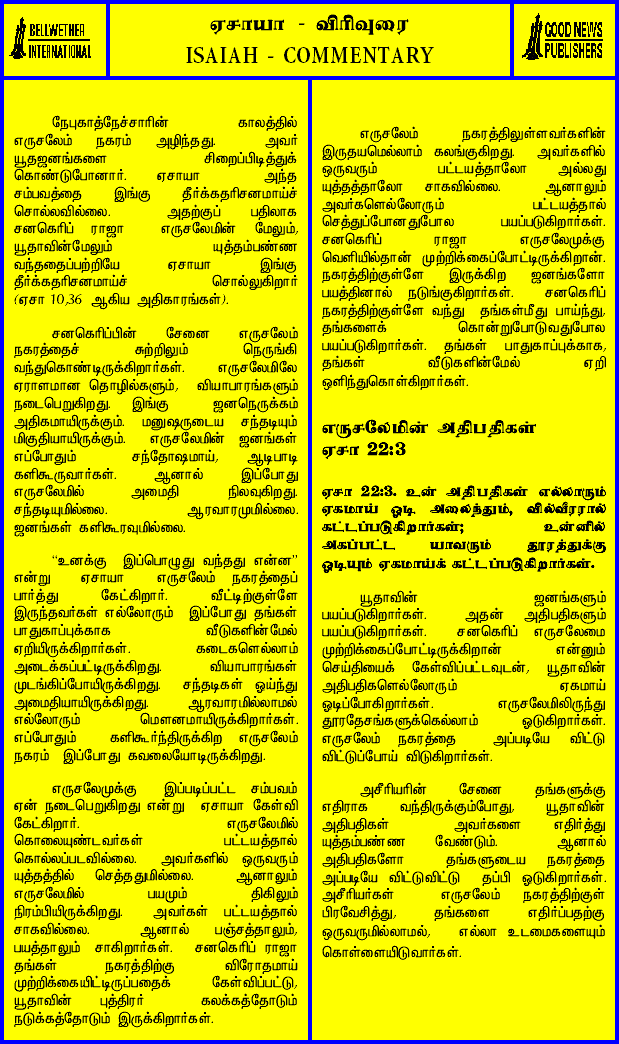 BELLWETHER
INTERNATIONAL
ஏசாயா - விரிவுரை
ISAIAH - COMMENTARY
GOOD NEWS
PUBLISHERS
நேபுகாத்நேச்சாரின் காலத்தில்
எருசலேம் நகரம் அழிந்தது. அவர்
யூதஜனங்களை சிறைப்பிடித்துக்
கொண்டுபோனார். ஏசாயா அந்த
சம்பவத்தை இங்கு தீர்க்கதரிசனமாய்ச்
சொல்லவில்லை. அதற்குப் பதிலாக
சனகெரிப் ராஜா எருசலேமின் மேலும்,
யூதாவின்மேலும் யுத்தம்பண்ண
வந்ததைப்பற்றியே ஏசாயா இங்கு
தீர்க்கதரிசனமாய்ச் சொல்லுகிறார்
(ஏசா 10,36 ஆகிய அதிகாரங்கள்).
சனகெரிப்பின் சேனை எருசலேம்
நகரத்தைச் சுற்றிலும் நெருங்கி
வந்துகொண்டிருக்கிறார்கள். எருசலேமிலே
ஏராளமான தொழில்களும், வியாபாரங்களும்
நடைபெறுகிறது. இங்கு ஜனநெருக்கம்
அதிகமாயிருக்கும். மனுஷருடைய சந்தடியும்
மிகுதியாயிருக்கும். எருசலேமின் ஜனங்கள்
எப்போதும் சந்தோஷமாய், ஆடிபாடி
களிகூருவார்கள். ஆனால் இப்போது
எருசலேமில் அமைதி நிலவுகிறது.
சந்தடியுமில்லை. ஆரவாரமுமில்லை.
ஜனங்கள் களிகூரவுமில்லை.
“உனக்கு இப்பொழுது வந்தது என்ன”
என்று ஏசாயா எருசலேம் நகரத்தைப்
பார்த்து கேட்கிறார். வீட்டிற்குள்ளே
இருந்தவர்கள் எல்லோரும் இப்போது தங்கள்
பாதுகாப்புக்காக வீடுகளின்மேல்
ஏறியிருக்கிறார்கள். கடைகளெல்லாம்
அடைக்கப்பட்டிருக்கிறது. வியாபாரங்கள்
முடங்கிப்போயிருக்கிறது. சந்தடிகள் ஓய்ந்து
அமைதியாயிருக்கிறது. ஆரவாரமில்லாமல்
எல்லோரும் மௌனமாயிருக்கிறார்கள்.
எப்போதும் களிகூர்ந்திருக்கிற எருசலேம்
நகரம் இப்போது கவலையோடிருக்கிறது.
எருசலேமுக்கு இப்படிப்பட்ட சம்பவம்
ஏன் நடைபெறுகிறது என்று ஏசாயா கேள்வி
கேட்கிறார். எருசலேமில்
கொலையுண்டவர்கள் பட்டயத்தால்
கொல்லப்படவில்லை. அவர்களில் ஒருவரும்
யுத்தத்தில் செத்ததுமில்லை. ஆனாலும்
எருசலேமில் பயமும் திகிலும்
நிரம்பியிருக்கிறது. அவர்கள் பட்டயத்தால்
சாகவில்லை. ஆனால் பஞ்சத்தாலும்,
பயத்தாலும் சாகிறார்கள். சனகெரிப் ராஜா
தங்கள் நகரத்திற்கு விரோதமாய்
முற்றிக்கையிட்டிருப்பதைக் கேள்விப்பட்டு,
யூதாவின் புத்திரர் கலக்கத்தோடும்
நடுக்கத்தோடும் இருக்கிறார்கள்.
எருசலேம் நகரத்திலுள்ளவர்களின்
இருதயமெல்லாம் கலங்குகிறது. அவர்களில்
ஒருவரும் பட்டயத்தாலோ அல்லது
யுத்தத்தாலோ சாகவில்லை. ஆனாலும்
அவர்களெல்லோரும் பட்டயத்தால்
செத்துப்போனதுபோல பயப்படுகிறார்கள்.
சனகெரிப் ராஜா எருசலேமுக்கு
வெளியில்தான் முற்றிக்கைப்போட்டிருக்கிறான்.
நகரத்திற்குள்ளே இருக்கிற ஜனங்களோ
பயத்தினால் நடுங்குகிறார்கள். சனகெரிப்
நகரத்திற்குள்ளே வந்து தங்கள்மீது பாய்ந்து,
தங்களைக் கொன்றுபோடுவதுபோல
பயப்படுகிறார்கள். தங்கள் பாதுகாப்புக்காக,
தங்கள் வீடுகளின்மேல் ஏறி
ஒளிந்துகொள்கிறார்கள்.
எருசலேமின் அதிபதிகள்
ஏசா 22:3
ஏசா 22:3. உன் அதிபதிகள் எல்லாரும்
ஏகமாய் ஓடி அலைந்தும், வில்வீரரால்
கட்டப்படுகிறார்கள்; உன்னில்
அகப்பட்ட யாவரும் தூரத்துக்கு
ஓடியும் ஏகமாய்க் கட்டப்படுகிறார்கள்.
யூதாவின் ஜனங்களும்
பயப்படுகிறார்கள். அதன் அதிபதிகளும்
பயப்படுகிறார்கள். சனகெரிப் எருசலேமை
முற்றிக்கைப்போட்டிருக்கிறான் என்னும்
செய்தியைக் கேள்விப்பட்டவுடன், யூதாவின்
அதிபதிகளெல்லோரும் ஏகமாய்
ஓடிப்போகிறார்கள். எருசலேமிலிருந்து
தூரதேசங்களுக்கெல்லாம் ஓடுகிறார்கள்.
எருசலேம் நகரத்தை அப்படியே விட்டு
விட்டுப்போய் விடுகிறார்கள்.
அசீரியரின் சேனை தங்களுக்கு
எதிராக வந்திருக்கும்போது, யூதாவின்
அதிபதிகள் அவர்களை எதிர்த்து
யுத்தம்பண்ண வேண்டும். ஆனால்
அதிபதிகளோ தங்களுடைய நகரத்தை
அப்படியே விட்டுவிட்டு தப்பி ஓடுகிறார்கள்.
அசீரியர்கள் எருசலேம் நகரத்திற்குள்
பிரவேசித்து, தங்களை எதிர்ப்பதற்கு
ஒருவருமில்லாமல், எல்லா உடமைகளையும்
கொள்ளையிடுவார்கள்.